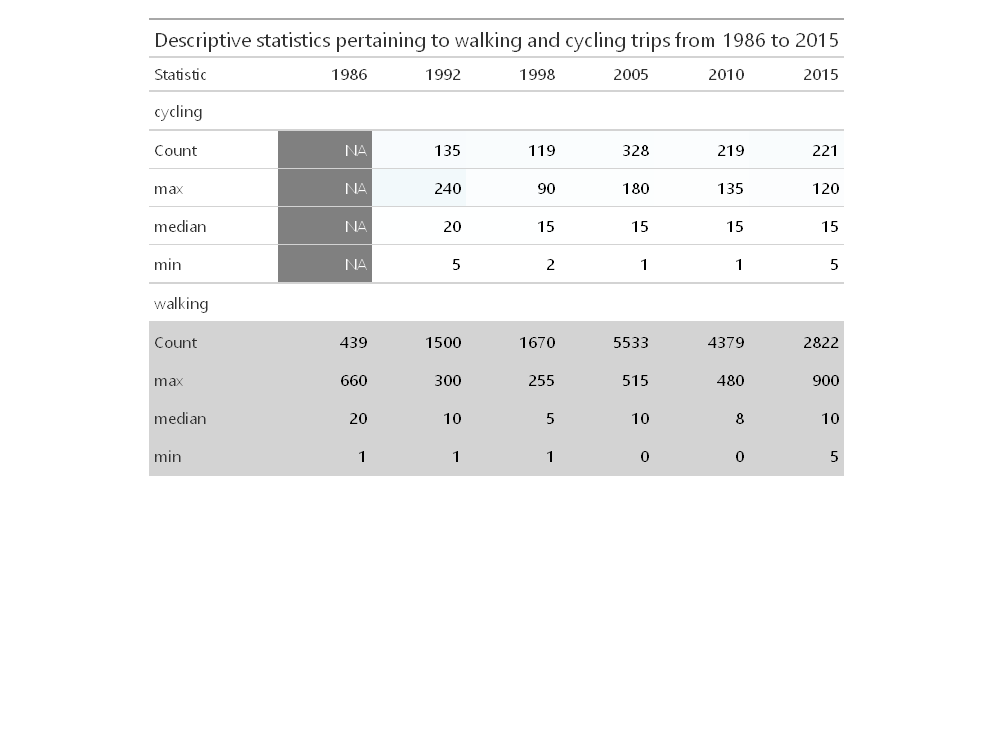 Descriptive statistics pertaining to walking and cycling trips from 1986 to 2015
Statistic 1986 1992 1998 2005 2010 2015
cycling
Count NA 135 119 328 219 221
max NA 240 90 180 135 120
median NA 20 15 15 15 15
min NA 5 2 1 1 5
walking
Count 439 1500 1670 5533 4379 2822
max 660 300 255 515 480 900
median 20 10 5 10 8 10
min 1 1 1 0 0 5